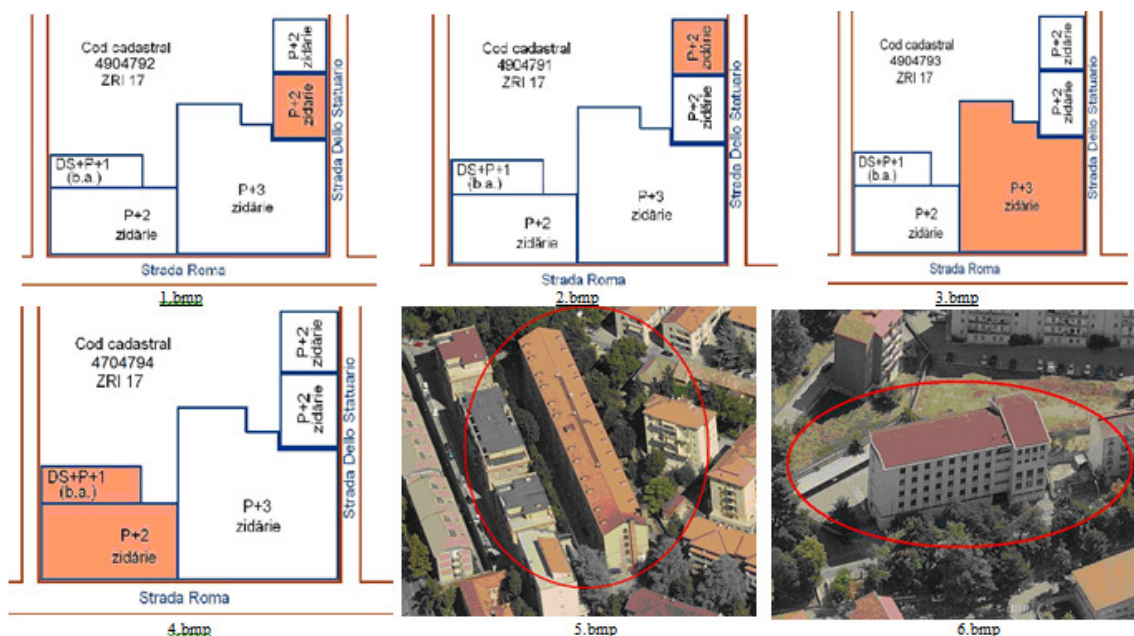 Cod cadastral
4904792
ZRI 17
P+2
zidărie
P+2
zidărie
DS+P+1
(b.a.)
P+2
zidărie
P+3
zidărie
Strada Dello Statuario
Strada Roma
1.bmp
Cod cadastral
4904791
ZRI 17
P+2
zidărie
P+2
zidărie
DS+P+1
(b.a.)
P+2
zidărie
P+3
zidărie
Strada Dello Statuario
Strada Roma
2.bmp
Cod cadastral
4904793
ZRI 17
P+2
zidărie
P+2
zidărie
DS+P+1
(b.a.)
P+2
zidărie
P+3
zidărie
Strada Dello Statuario
Strada Roma
3.bmp
Cod cadastral
4704794
ZRI 17
P+2
zidărie
P+2
zidărie
DS+P+1
(b.a.)
P+2
zidărie
P+3
zidărie
Strada Dello Statuario
Strada Roma
4.bmp
5.bmp
6.bmp